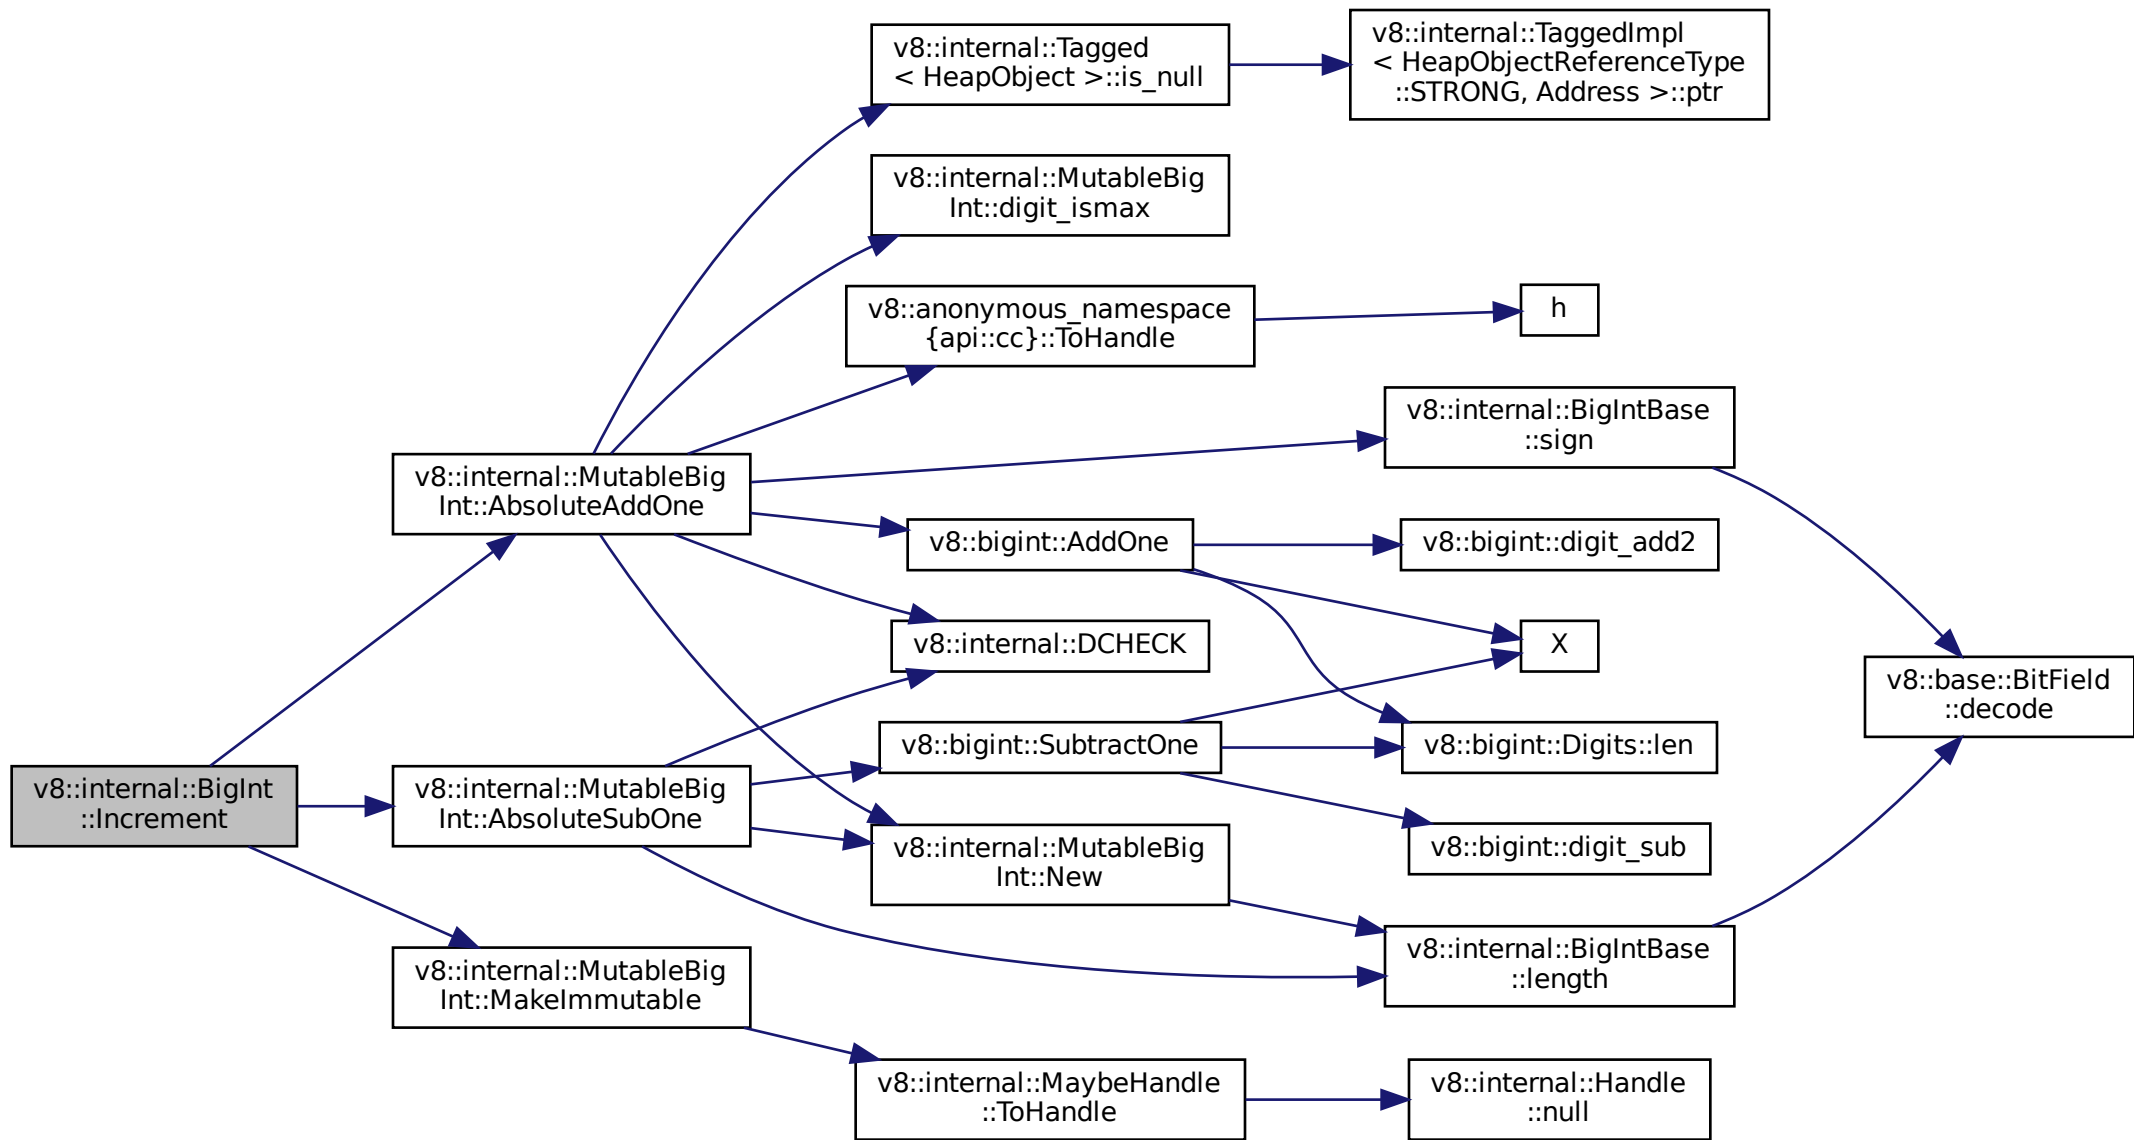 v8::internal::BigInt
::Increment
v8::internal::MutableBig
Int::AbsoluteAddOne
v8::internal::Tagged
< HeapObject >::is_null
v8::internal::TaggedImpl
< HeapObjectReferenceType
::STRONG, Address >::ptr
v8::internal::MutableBig
Int::digit_ismax
v8::anonymous_namespace
{api::cc}::ToHandle
h
v8::internal::BigIntBase
::sign
v8::bigint::AddOne
v8::bigint::digit_add2
v8::internal::DCHECK
X
v8::base::BitField
::decode
v8::internal::MutableBig
Int::AbsoluteSubOne
v8::bigint::SubtractOne
v8::bigint::Digits::len
v8::bigint::digit_sub
v8::internal::MutableBig
Int::New
v8::internal::BigIntBase
::length
v8::internal::MutableBig
Int::MakeImmutable
v8::internal::MaybeHandle
::ToHandle
v8::internal::Handle
::null